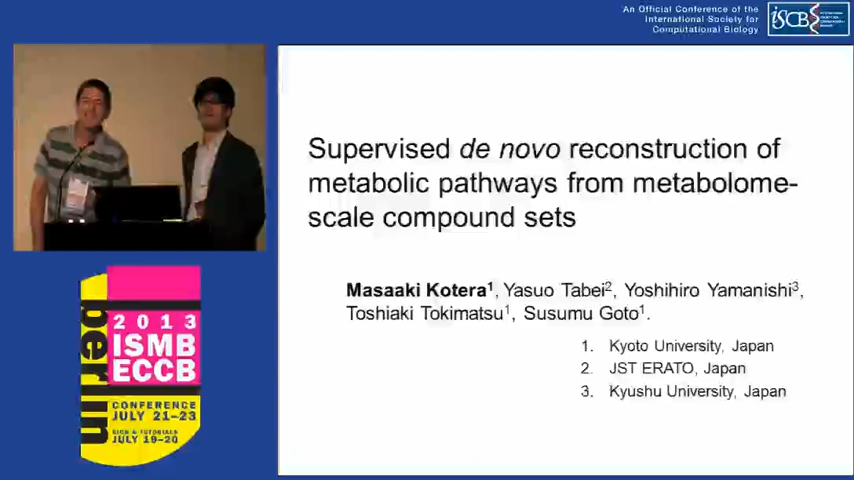 An Official Conference of the
International Society for
Computational Biology
ISCB
Supervised de novo reconstruction of
metabolic pathways from metabolome-
scale compound sets
Masaaki Kotera¹, Yasuo Tabei², Yoshihiro Yamanishi³,
Toshiaki Tokimatsu¹, Susumu Goto¹.
1. Kyoto University, Japan
2. JST ERATO, Japan
3. Kyushu University, Japan
berlin
2013
ISMB
ECCB
CONFERENCE
JULY 21-23
JULY 19-20